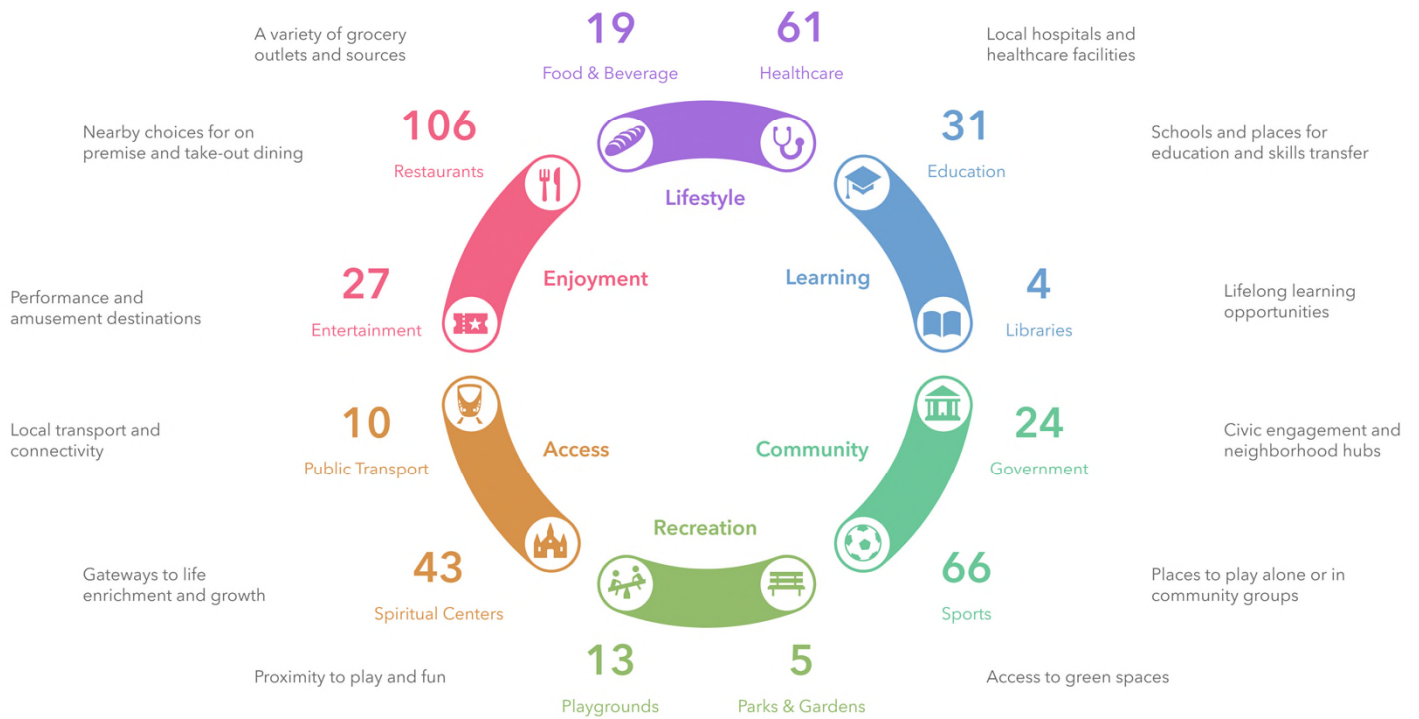 19
61
A variety of grocery
outlets and sources
Food & Beverage
Healthcare
Local hospitals and
healthcare facilities
106
31
Nearby choices for on
premise and take-out dining
Restaurants
Education
Schools and places for
education and skills transfer
Lifestyle
Enjoyment
Learning
27
4
Performance and
amusement destinations
Entertainment
Libraries
Lifelong learning
opportunities
10
24
Local transport and
connectivity
Public Transport
Access
Community
Government
Civic engagement and
neighborhood hubs
Recreation
43
66
Gateways to life
enrichment and growth
Spiritual Centers
Sports
Places to play alone or in
community groups
13
5
Proximity to play and fun
Playgrounds
Parks & Gardens
Access to green spaces